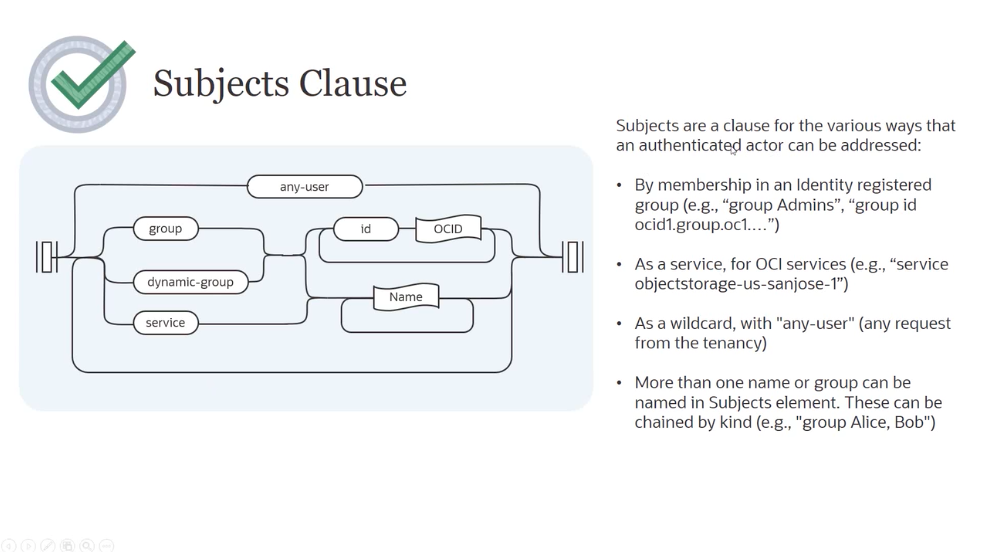 Subjects Clause
any-user
group
id
OCID
dynamic-group
Name
service
Subjects are a clause for the various ways that
an authenticated actor can be addressed:
• By membership in an Identity registered
group (e.g., “group Admins”, “group id
ocid1.group.oc1....”)
• As a service, for OCI services (e.g., “service
objectstorage-us-sanjose-1”)
• As a wildcard, with "any-user" (any request
from the tenancy)
• More than one name or group can be
named in Subjects element. These can be
chained by kind (e.g., "group Alice, Bob")